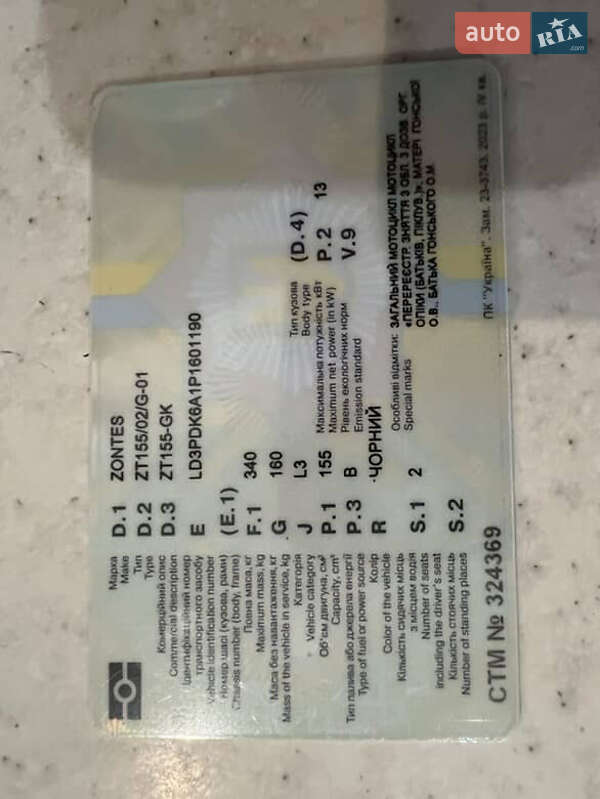 auto RIA.com
Марка
Make
D.1 ZONTES
Тип
Type
D.2 ZT155/02/G-01
Комерційний опис
Commercial description
D.3 ZT155-GK
Ідентифікаційний номер
транспортного засобу
Vehicle identification number
E LD3PDK6A1P1601190
Номер шасі (кузова, рами)
Chassis number (body, frame)
(E.1)
Повна маса, кг
Maximum mass, kg
F.1 340
Маса без навантаження, кг
Mass of the vehicle in service, kg
G 160
Категорія
Vehicle category
J L3
Тип кузова
Body type
(D.4)
Об'єм двигуна, см³
Capacity, cm³
P.1 155
Максимальна потужність кВт
Maximum net power (in kW)
P.2 13
Тип палива або джерела енергії
Type of fuel or power source
P.3 B
Рівень екологічних норм
Emission standard
V.9
Колір
Color of the vehicle
R ЧОРНИЙ
Кількість сидячих місць
з місцем водія
Number of seats
including the driver's seat
S.1 2
Кількість стоячих місць
Number of standing places
S.2
Особливі відмітки:
Special marks
ЗАГАЛЬНИЙ МОТОЦИКЛ МОТОЦИКЛ
«ПЕРЕРЕЄСТР. ЗНЯТТЯ З ОБЛ. З ДОЗВ. ОРГ.
ОПІКИ (БАТЬКІВ, ПІКЛУВ.)», МАТЕРІ ГОНСЬКОЇ
О.В., БАТЬКА ГОНСЬКОГО О.М.
СТМ № 324369
ПК "Україна". Зам. 23-3743. 2023 р. IV кв.